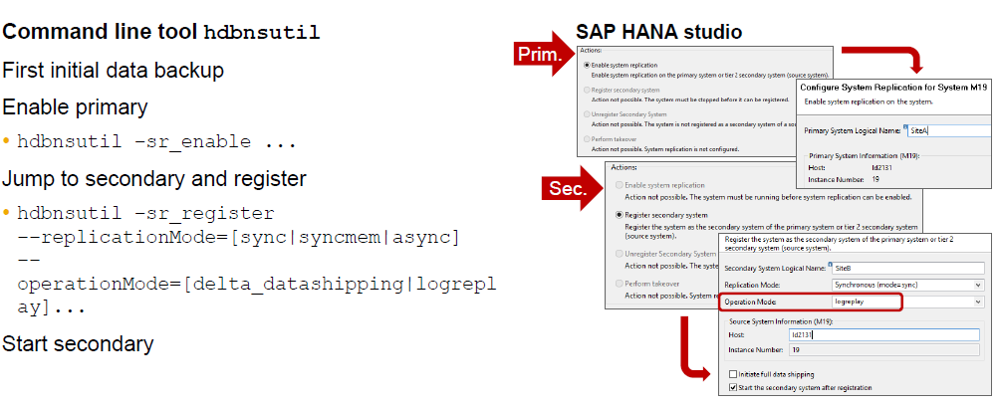 Command line tool hdbnsutil
First initial data backup
Enable primary
• hdbnsutil –sr_enable ...
Jump to secondary and register
• hdbnsutil –sr_register
--replicationMode=[sync|syncmem|async]
--
operationMode=[delta_datashipping|logrepl
ay]...
Start secondary
SAP HANA studio
Prim.
Actions:
Enable system replication
Enable system replication on the primary system or tier 2 secondary system (source system).
Register secondary system
Action not possible. The system must be stopped before it can be registered.
Unregister Secondary System
Action not possible. The system is not registered as a secondary system of a sou
Perform takeover
Action not possible. System replication is not configured.
Configure System Replication for System M19
Enable system replication on the system.
Primary System Logical Name: SiteA
Primary System Information (M19):
Host: ld2131
Instance Number: 19
Sec.
Actions:
Enable system replication
Action not possible. The system must be running before system replication can be enabled.
Register secondary system
Register the system as the secondary system of the primary system or tier 2 secondary system
(source system).
Unregister Secondary System
Action not possible. The syste
Perform takeover
Action not possible. System re
Register the system as the secondary system of the primary system or tier 2
secondary system (source system).
Secondary System Logical Name: SiteB
Replication Mode: Synchronous (mode=sync)
Operation Mode: logreplay
Source System Information (M19):
Host: ld2131
Instance Number: 19
Initiate full data shipping
Start the secondary system after registration